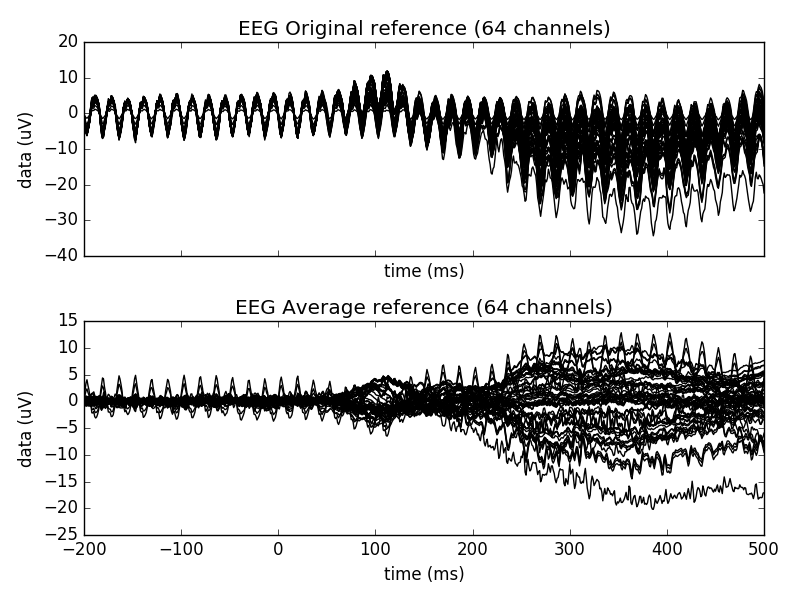 EEG Original reference (64 channels)
20
10
0
−10
−20
−30
−40
data (uV)
time (ms)
EEG Average reference (64 channels)
15
10
5
0
−5
−10
−15
−20
−25
data (uV)
−200 −100 0 100 200 300 400 500
time (ms)